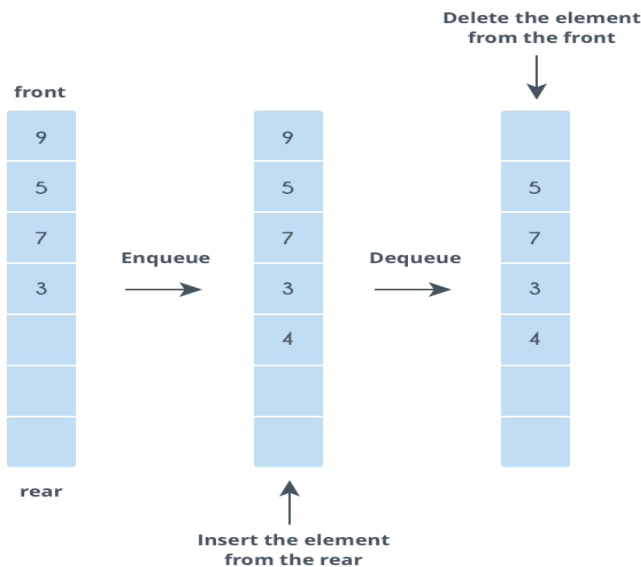 Delete the element
from the front
front
9
5
7
3
rear
Enqueue
9
5
7
3
4
Insert the element
from the rear
Dequeue
5
7
3
4